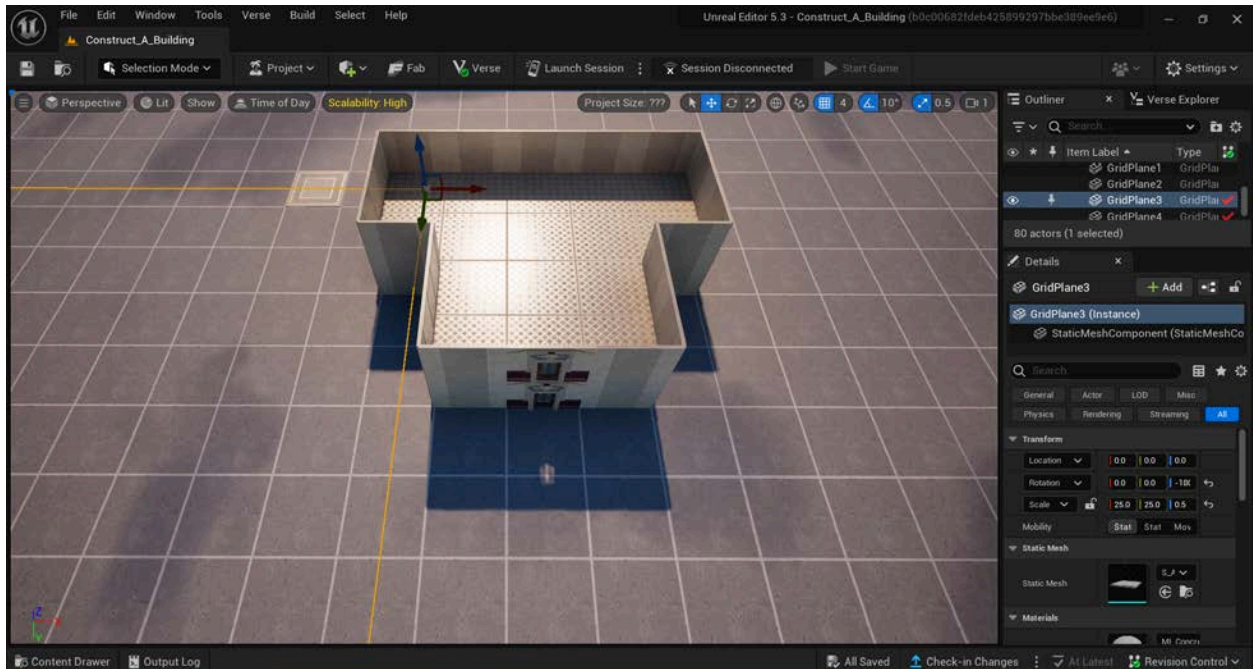 File Edit Window Tools Verse Build Select Help
Unreal Editor 5.3 - Construct_A_Building (b0c00682fdeb425899297bbe389ee9e6)
Construct_A_Building
Selection Mode Project Fab Verse Launch Session Session Disconnected Start Game Settings
Perspective Lit Show Time of Day Scalability: High Project Size: ??? 4 10° 0.5 1
Outliner Verse Explorer
Search...
Item Label Type
GridPlane1 GridPlai
GridPlane2 GridPlai
GridPlane3 GridPlai
GridPlane4 GridPlai
80 actors (1 selected)
Details
GridPlane3 Add
GridPlane3 (Instance)
StaticMeshComponent (StaticMeshCo
Search
General Actor LOD Misc
Physics Rendering Streaming All
Transform
Location 0.0 0.0 0.0
Rotation 0.0 0.0
Scale 25.0 25.0 0.5
Mobility Stat Stat Mov
Static Mesh
Static Mesh
Materials
Z
Content Drawer Output Log All Saved Check-in Changes At Latest Revision Control